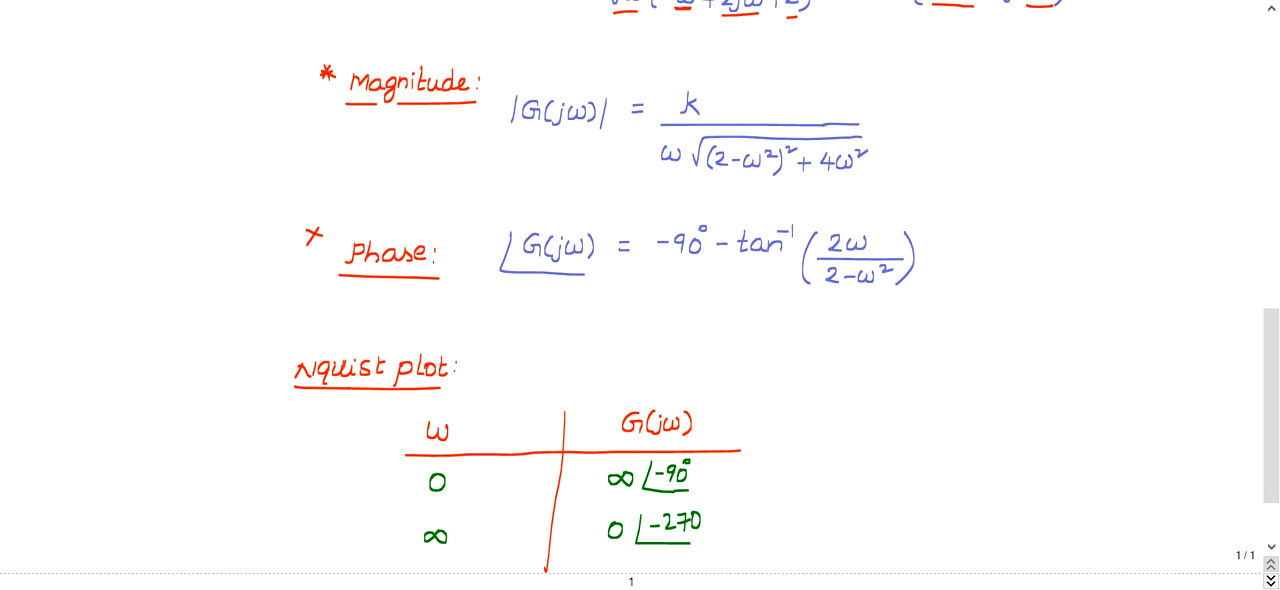 * Magnitude:
|G(jω)| = k / ω√((2-ω²)²+4ω²)
x Phase: ∠G(jω) = -90° - tan⁻¹(2ω / 2-ω²)
Nquist plot:
ω G(jω)
0 ∞∠-90°
∞ 0∠-270
1 / 1
1